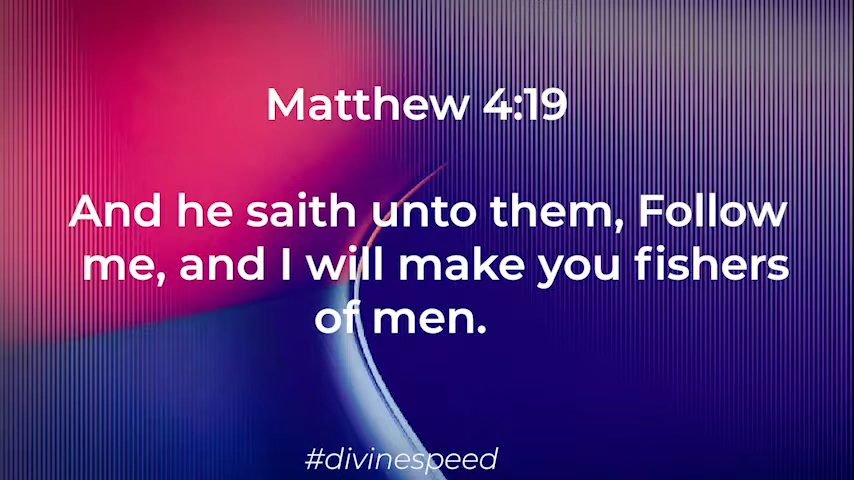 Matthew 4:19
And he saith unto them, Follow
me, and I will make you fishers
of men.
#divinespeed